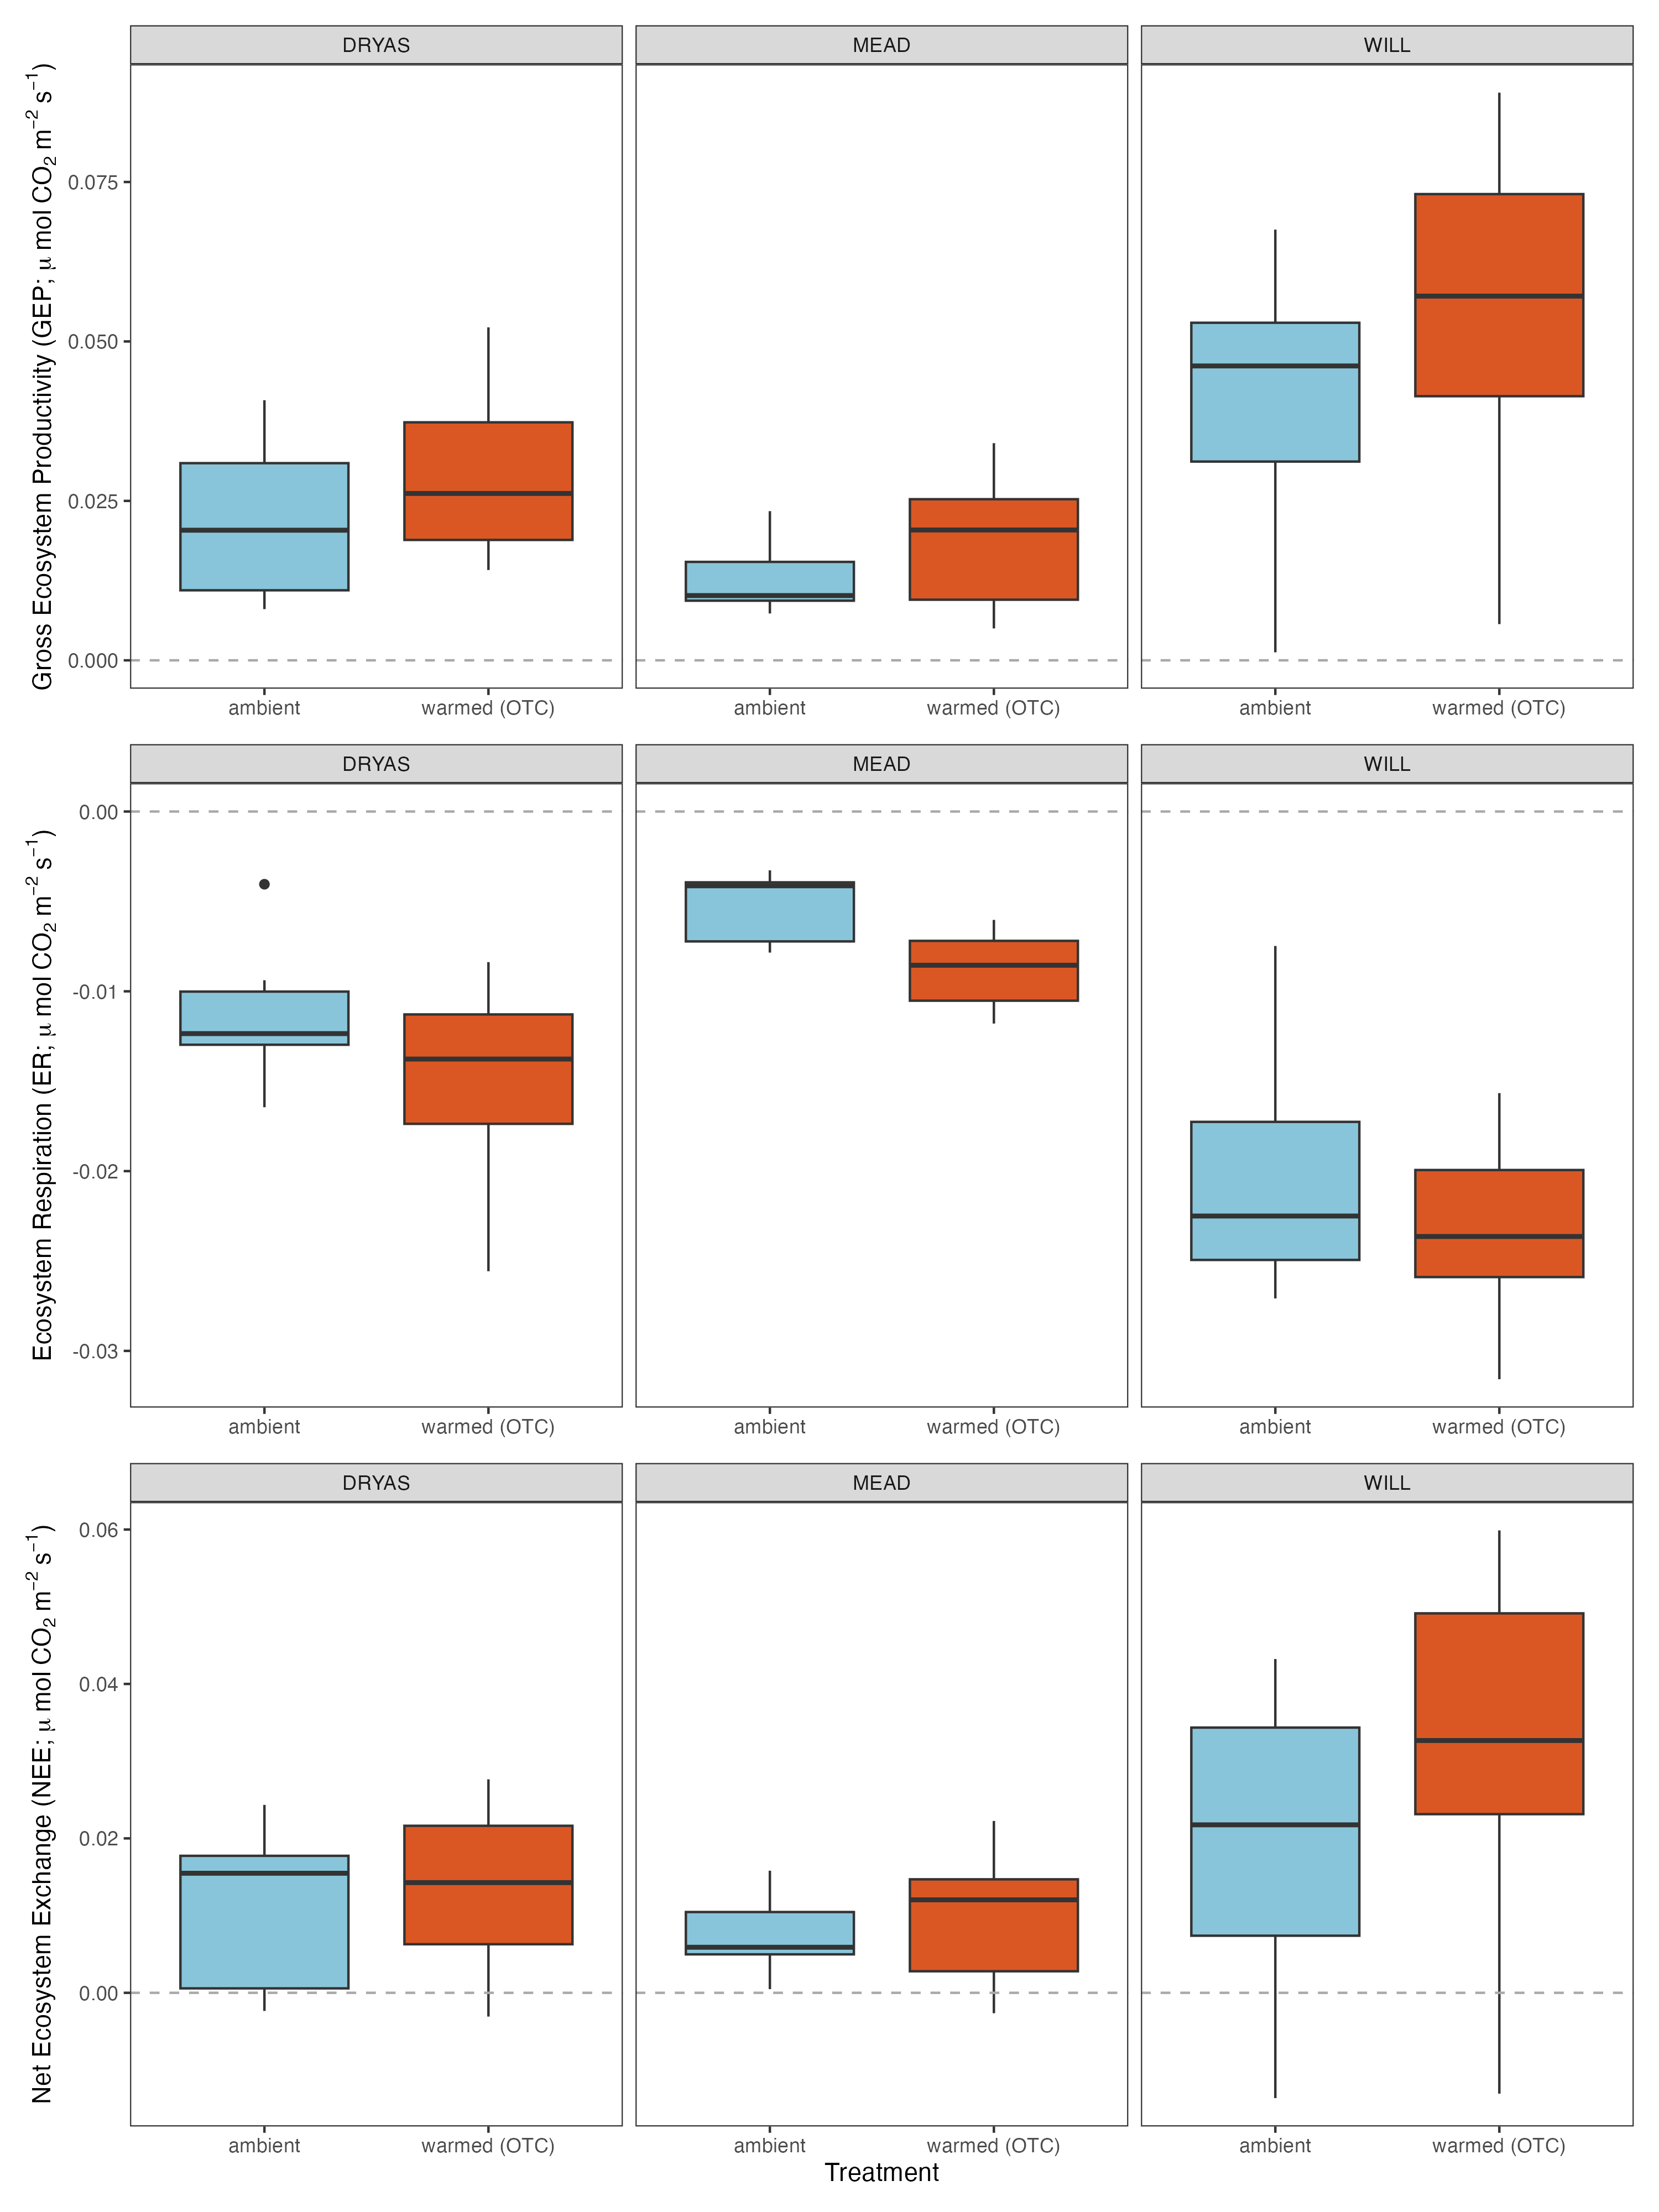 DRYAS MEAD WILL
Gross Ecosystem Productivity (GEP; μ mol CO₂ m⁻² s⁻¹)
0.075
0.050
0.025
0.000
ambient warmed (OTC) ambient warmed (OTC) ambient warmed (OTC)
DRYAS MEAD WILL
Ecosystem Respiration (ER; μ mol CO₂ m⁻² s⁻¹)
0.00
-0.01
-0.02
-0.03
ambient warmed (OTC) ambient warmed (OTC) ambient warmed (OTC)
DRYAS MEAD WILL
Net Ecosystem Exchange (NEE; μ mol CO₂ m⁻² s⁻¹)
0.06
0.04
0.02
0.00
ambient warmed (OTC) ambient warmed (OTC) ambient warmed (OTC)
Treatment